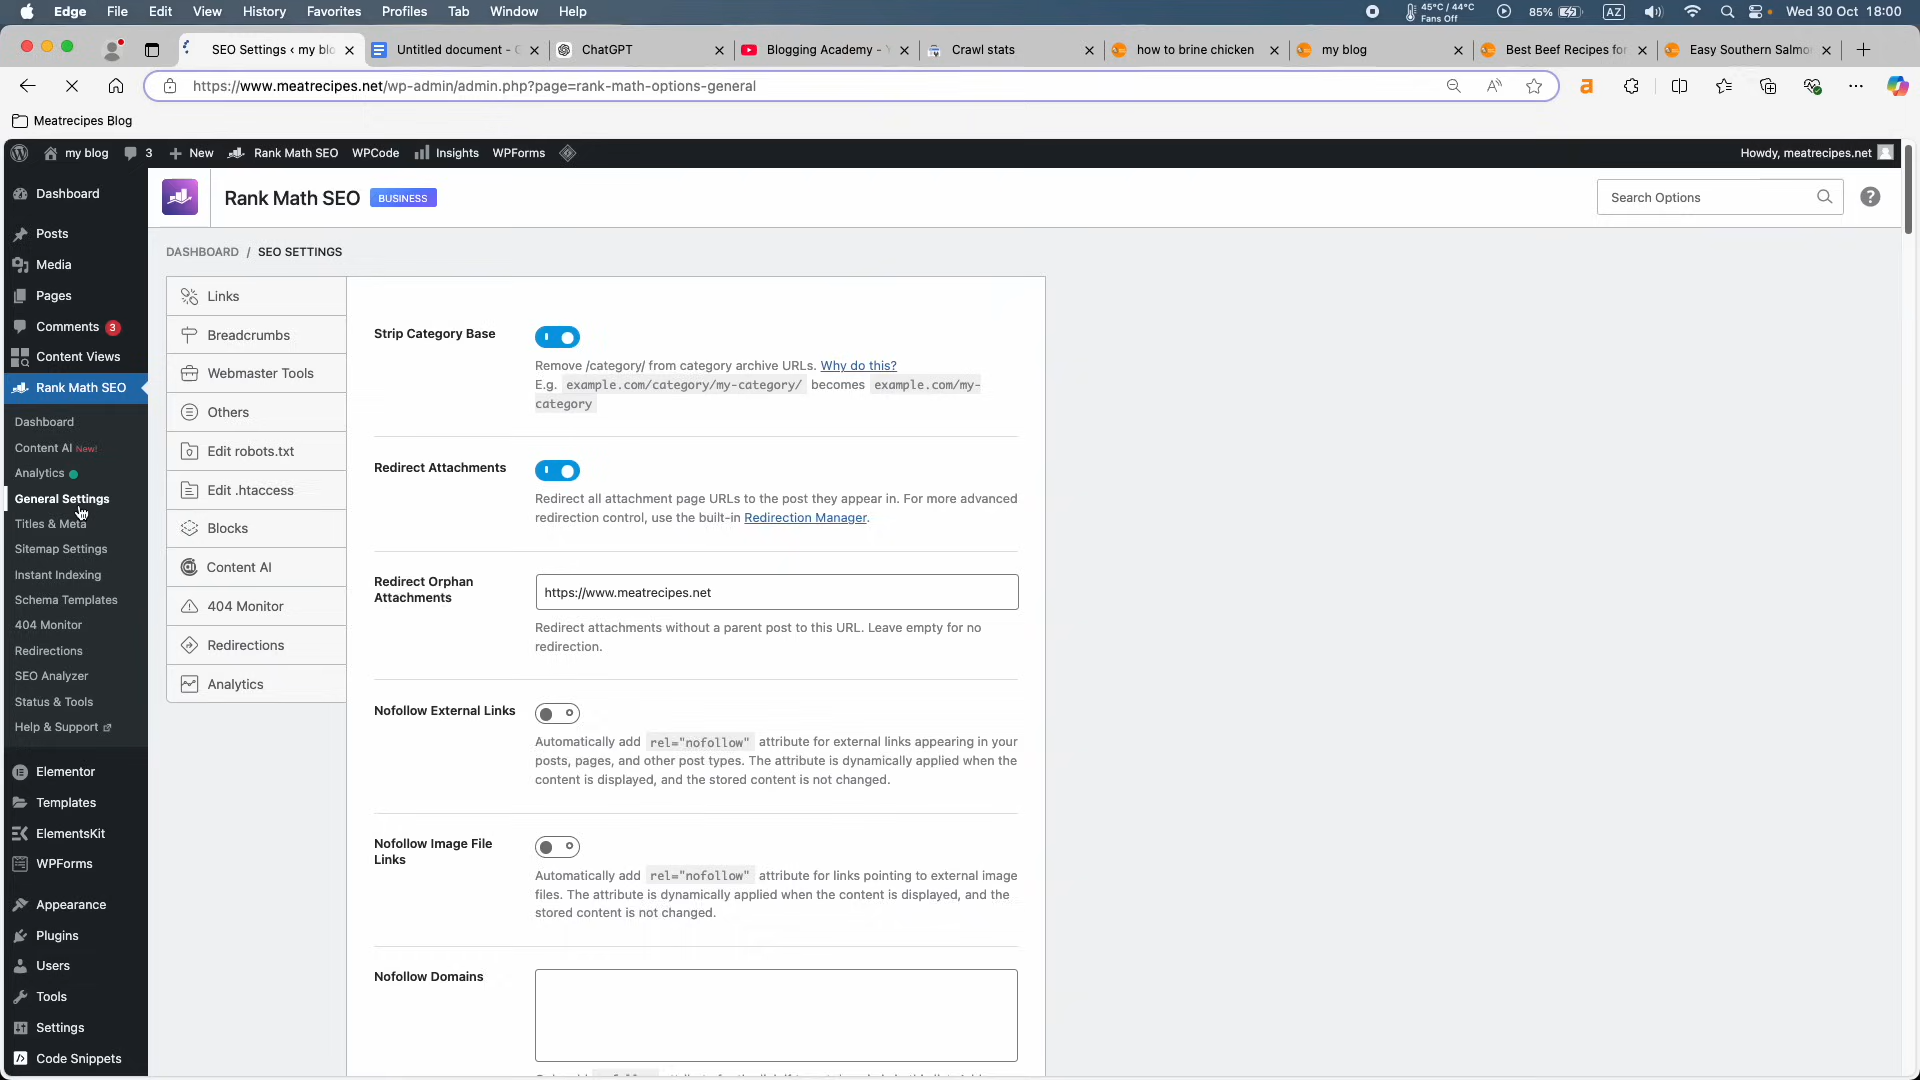 Edge File Edit View History Favorites Profiles Tab Window Help
45°C / 44°C
Fans Off
85%
AZ
Wed 30 Oct 18:00
SEO Settings ‹ my blo
Untitled document - G
ChatGPT
Blogging Academy - Y
Crawl stats
how to brine chicken
my blog
Best Beef Recipes for
Easy Southern Salmo
https://www.meatrecipes.net/wp-admin/admin.php?page=rank-math-options-general
Meatrecipes Blog
my blog 3 New Rank Math SEO WPCode Insights WPForms
Howdy, meatrecipes.net
Dashboard
Posts
Media
Pages
Comments 3
Content Views
Rank Math SEO
Dashboard
Content AI New!
Analytics
General Settings
Titles & Meta
Sitemap Settings
Instant Indexing
Schema Templates
404 Monitor
Redirections
SEO Analyzer
Status & Tools
Help & Support
Elementor
Templates
ElementsKit
WPForms
Appearance
Plugins
Users
Tools
Settings
Code Snippets
Rank Math SEO BUSINESS
Search Options
DASHBOARD / SEO SETTINGS
Links
Breadcrumbs
Webmaster Tools
Others
Edit robots.txt
Edit .htaccess
Blocks
Content AI
404 Monitor
Redirections
Analytics
Strip Category Base
Remove /category/ from category archive URLs. Why do this?
E.g. example.com/category/my-category/ becomes example.com/my-
category
Redirect Attachments
Redirect all attachment page URLs to the post they appear in. For more advanced
redirection control, use the built-in Redirection Manager.
Redirect Orphan
Attachments
https://www.meatrecipes.net
Redirect attachments without a parent post to this URL. Leave empty for no
redirection.
Nofollow External Links
Automatically add rel="nofollow" attribute for external links appearing in your
posts, pages, and other post types. The attribute is dynamically applied when the
content is displayed, and the stored content is not changed.
Nofollow Image File
Links
Automatically add rel="nofollow" attribute for links pointing to external image
files. The attribute is dynamically applied when the content is displayed, and the
stored content is not changed.
Nofollow Domains